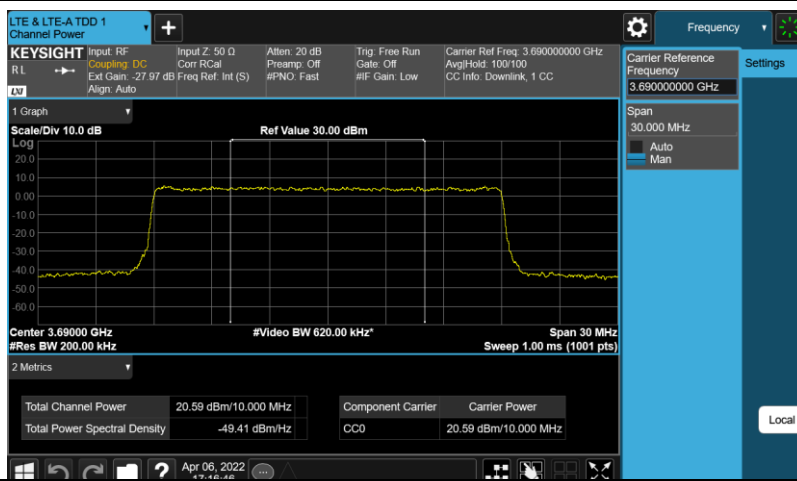 LTE & LTE-A TDD 1
Channel Power
Frequency
KEYSIGHT
R L
LXI
Input: RF
Coupling: DC
Ext Gain: -27.97 dB
Align: Auto
Input Z: 50 Ω
Corr RCal
Freq Ref: Int (S)
Atten: 20 dB
Preamp: Off
#PNO: Fast
Trig: Free Run
Gate: Off
#IF Gain: Low
Carrier Ref Freq: 3.690000000 GHz
Avg|Hold: 100/100
CC Info: Downlink, 1 CC
Carrier Reference
Frequency
3.690000000 GHz
Settings
Span
30.000 MHz
Auto
Man
1 Graph
Scale/Div 10.0 dB
Ref Value 30.00 dBm
Log
20.0
10.0
0.00
-10.0
-20.0
-30.0
-40.0
-50.0
-60.0
Center 3.69000 GHz
#Video BW 620.00 kHz*
Span 30 MHz
#Res BW 200.00 kHz
Sweep 1.00 ms (1001 pts)
2 Metrics
Total Channel Power 20.59 dBm/10.000 MHz
Total Power Spectral Density -49.41 dBm/Hz
Component Carrier Carrier Power
CC0 20.59 dBm/10.000 MHz
Local
?
Apr 06, 2022
17:16:46